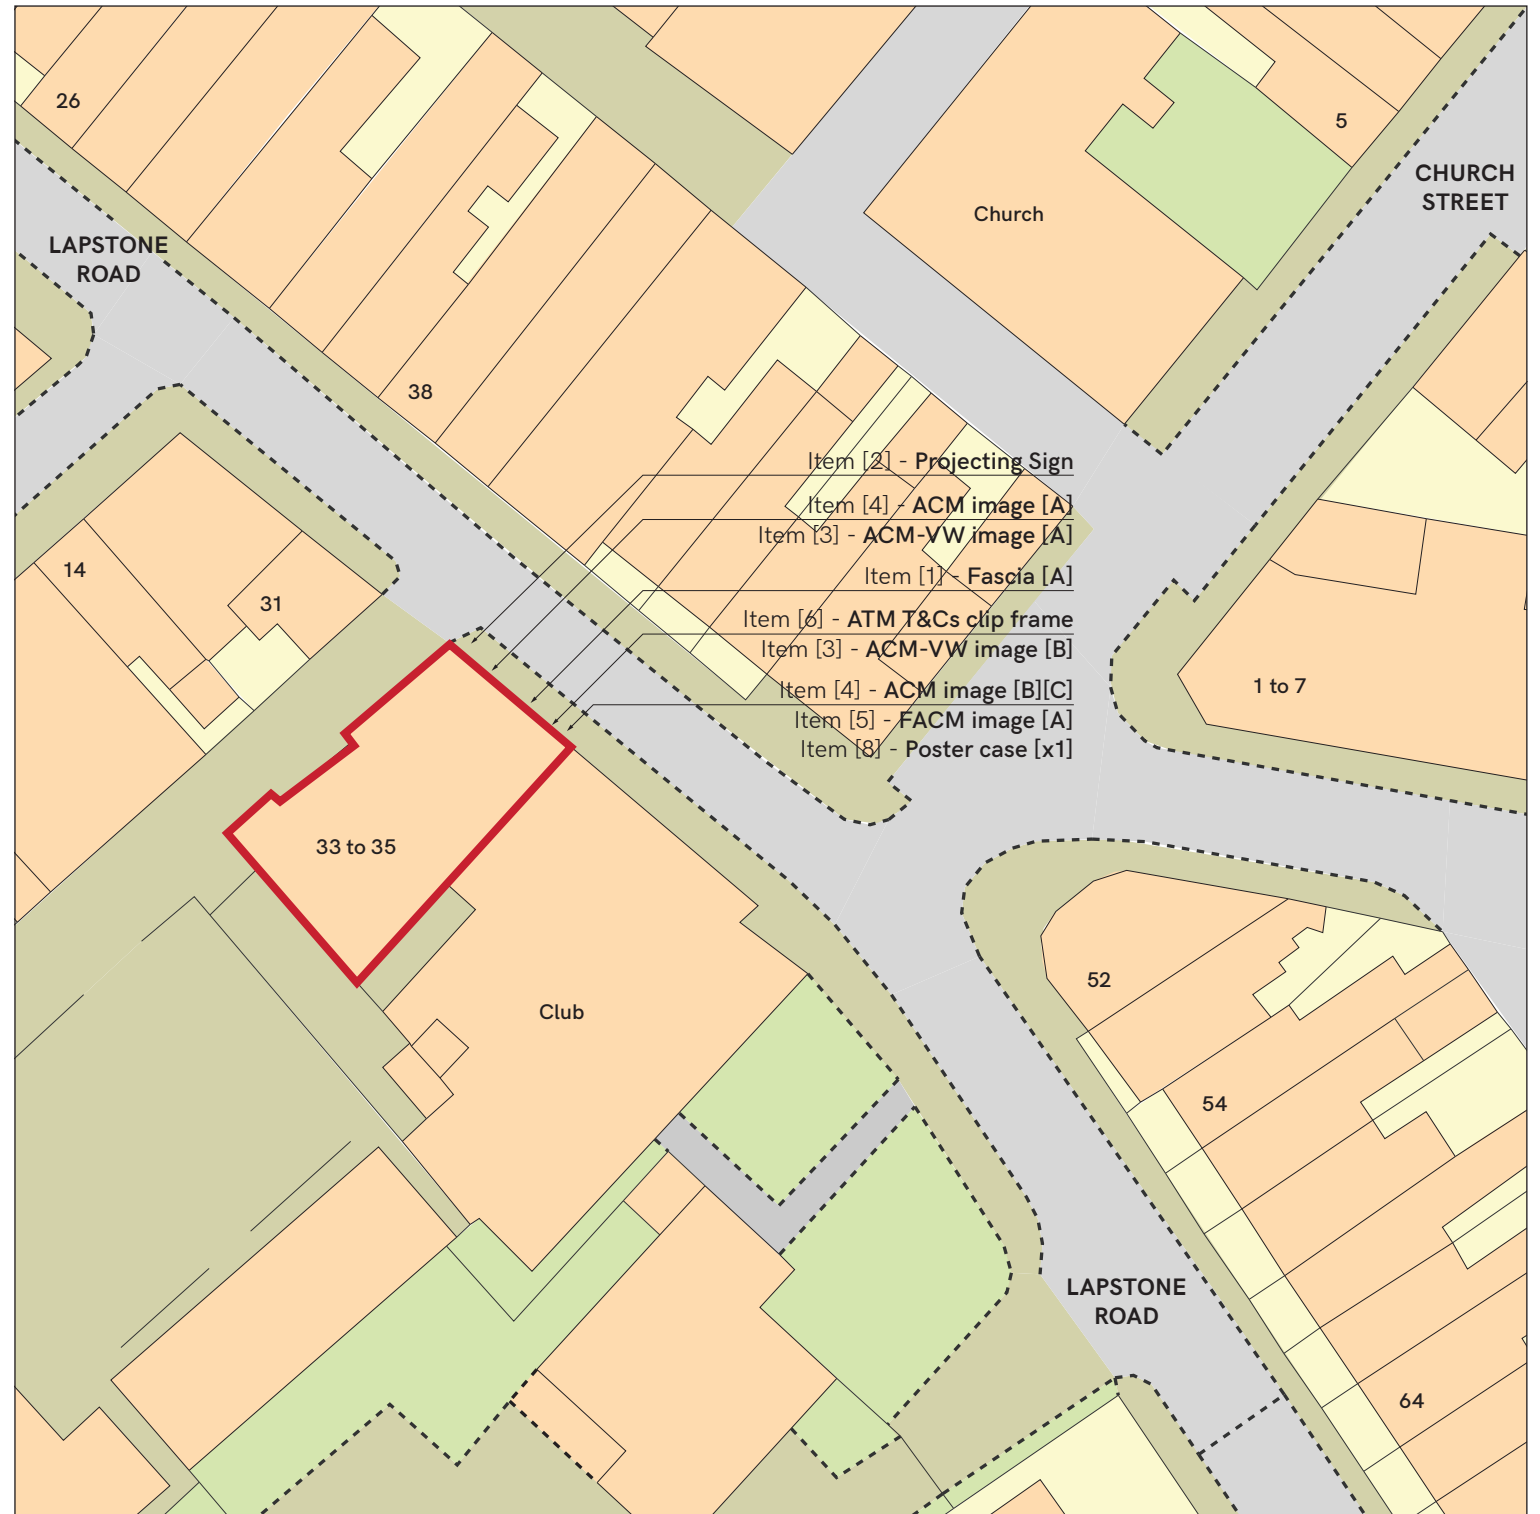 26
5
CHURCH
STREET
Church
LAPSTONE
ROAD
38
Item [2] - Projecting Sign
Item [4] - ACM image [A]
Item [3] - ACM-VW image [A]
14
Item [1] - Fascia [A]
31
Item [6] - ATM T&Cs clip frame
Item [3] - ACM-VW image [B]
1 to 7
Item [4] - ACM image [B][C]
Item [5] - FACM image [A]
Item [8] - Poster case [x1]
33 to 35
52
Club
54
LAPSTONE
ROAD
64